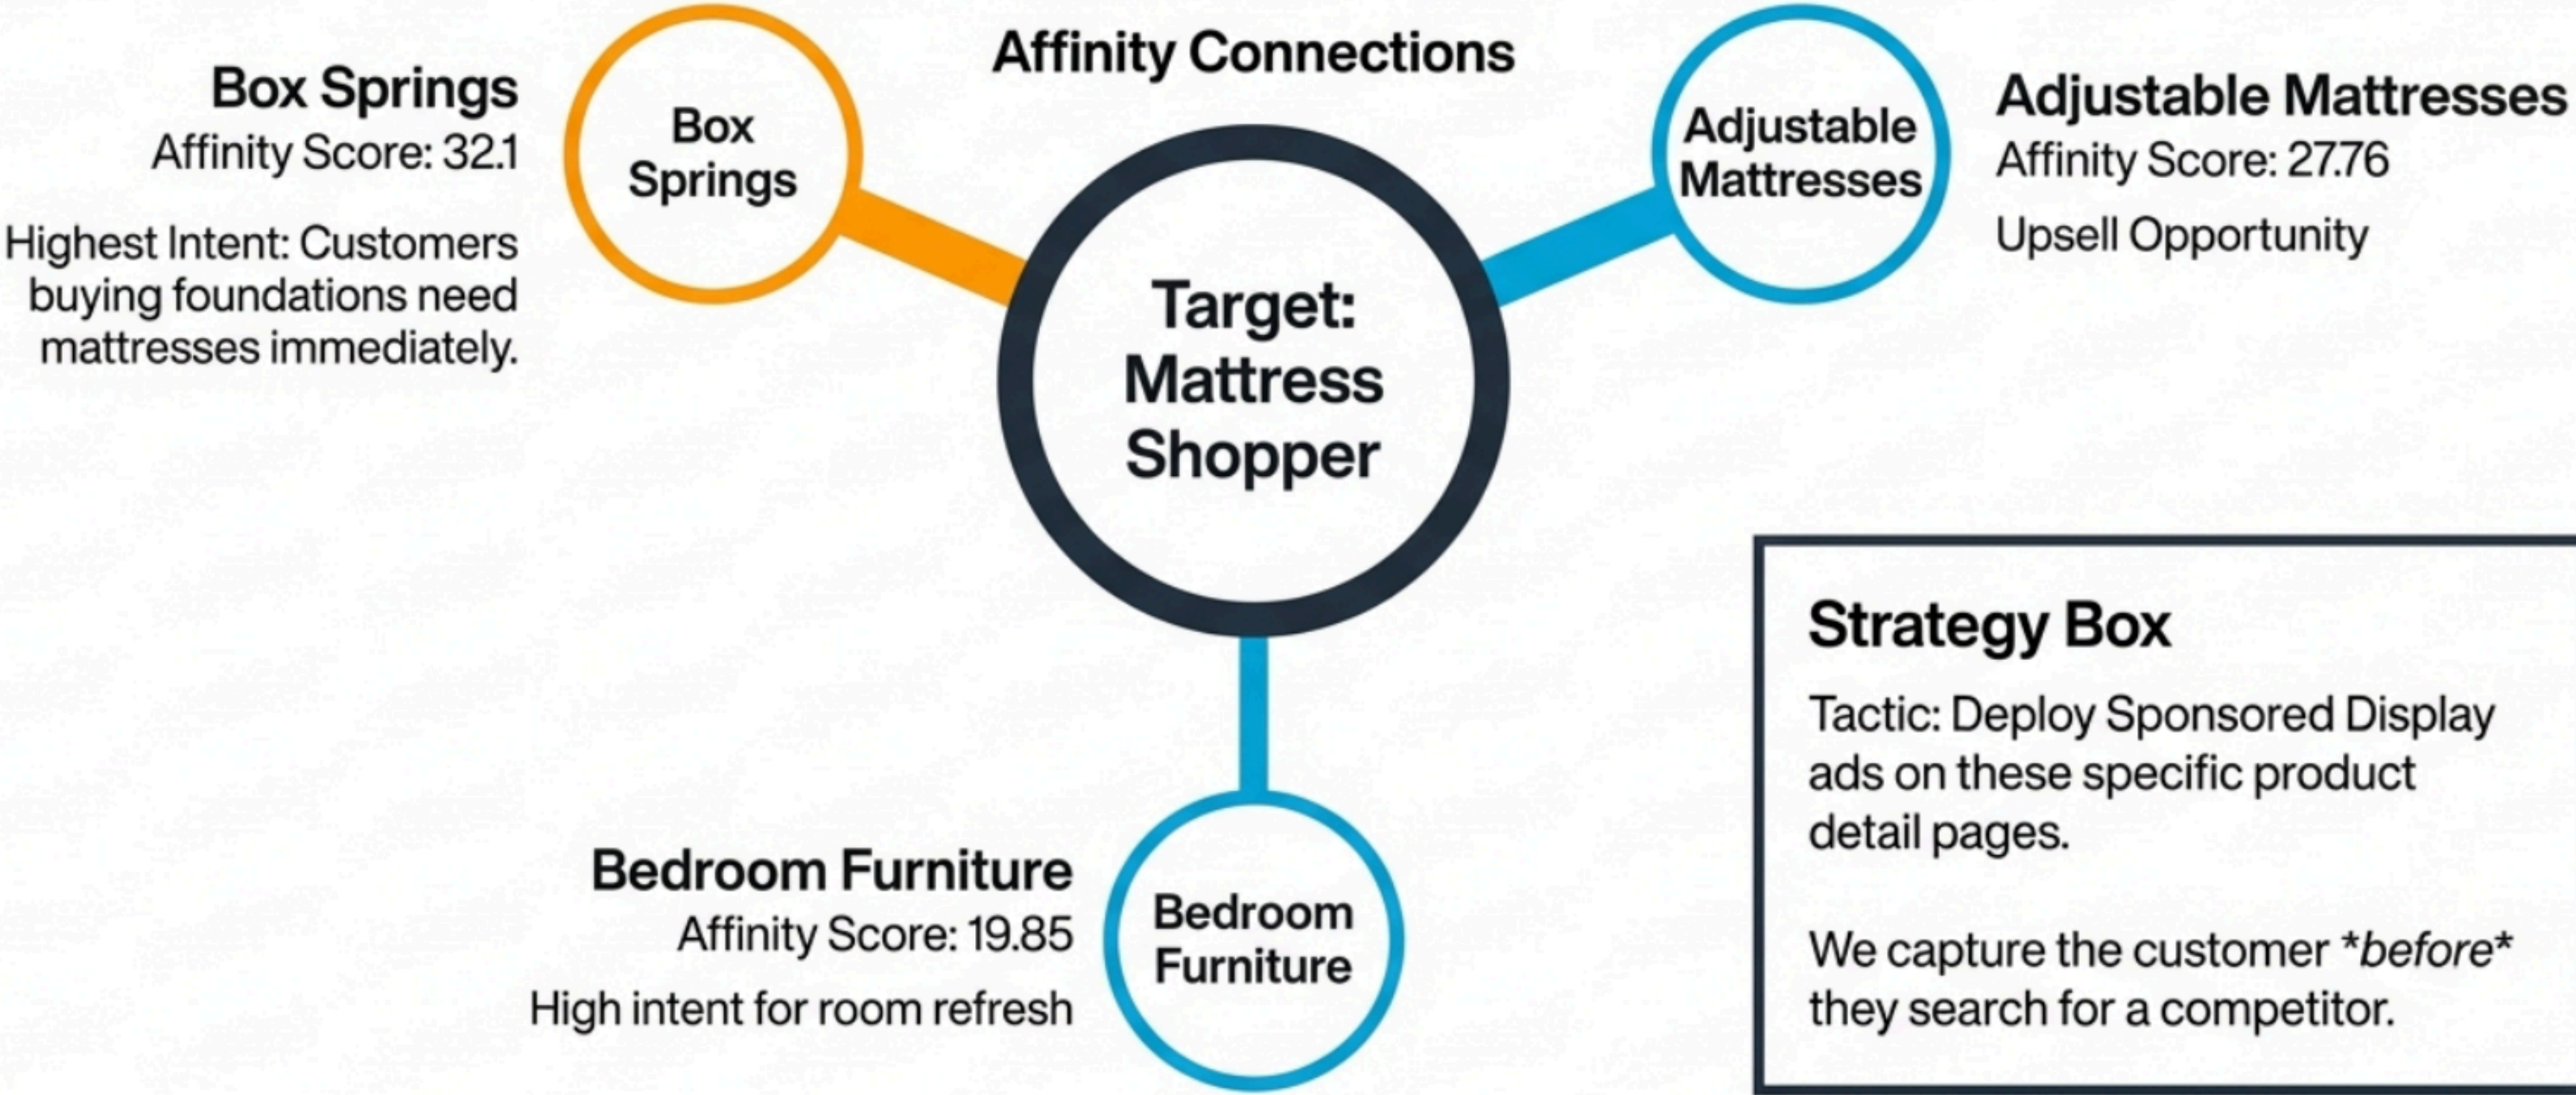 Affinity Connections
Box Springs
Affinity Score: 32.1
Highest Intent: Customers
buying foundations need
mattresses immediately.
Box
Springs
Target:
Mattress
Shopper
Adjustable
Mattresses
Adjustable Mattresses
Affinity Score: 27.76
Upsell Opportunity
Bedroom Furniture
Affinity Score: 19.85
High intent for room refresh
Bedroom
Furniture
Strategy Box
Tactic: Deploy Sponsored Display
ads on these specific product
detail pages.
We capture the customer *before*
they search for a competitor.